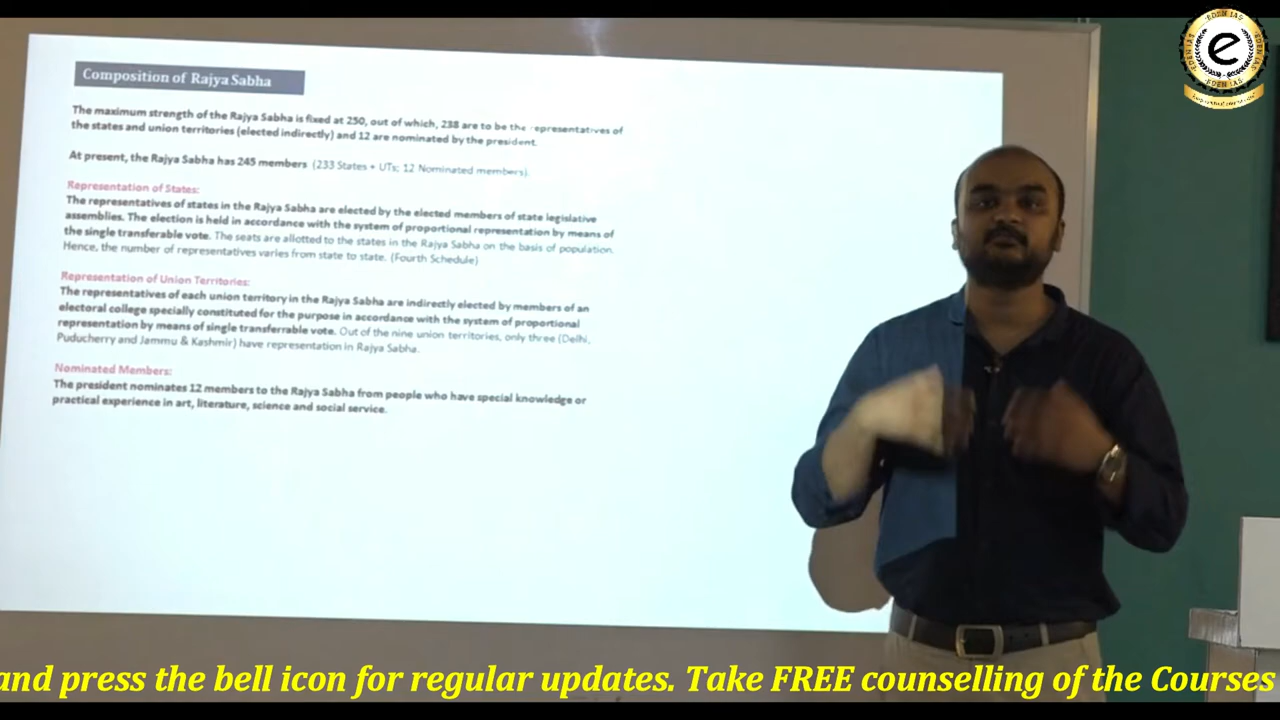 Composition of Rajya Sabha
The maximum strength of the Rajya Sabha is fixed at 250, out of which, 238 are to be the representatives of
the states and union territories (elected indirectly) and 12 are nominated by the president.
At present, the Rajya Sabha has 245 members (233 States + UTs; 12 Nominated members).
Representation of States:
The representatives of states in the Rajya Sabha are elected by the elected members of state legislative
assemblies. The election is held in accordance with the system of proportional representation by means of
the single transferable vote. The seats are allotted to the states in the Rajya Sabha on the basis of population.
Hence, the number of representatives varies from state to state. (Fourth Schedule)
Representation of Union Territories:
The representatives of each union territory in the Rajya Sabha are indirectly elected by members of an
electoral college specially constituted for the purpose in accordance with the system of proportional
representation by means of single transferrable vote. Out of the nine union territories, only three (Delhi,
Puducherry and Jammu & Kashmir) have representation in Rajya Sabha.
Nominated Members:
The president nominates 12 members to the Rajya Sabha from people who have special knowledge or
practical experience in art, literature, science and social service.
EDEN IAS
e
EDEN IAS
EDEN IAS
EDEN IAS
and press the bell icon for regular updates. Take FREE counselling of the Courses